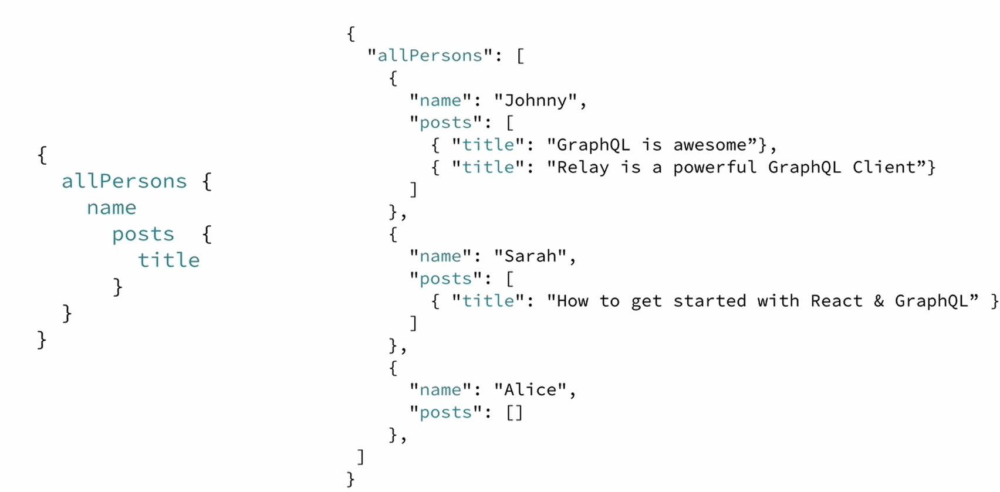 {
  allPersons {
    name
      posts  {
        title
      }
  }
}
{
  "allPersons": [
    {
      "name": "Johnny",
      "posts": [
        { "title": "GraphQL is awesome”},
        { "title": "Relay is a powerful GraphQL Client”}
      ]
    },
    {
      "name": "Sarah",
      "posts": [
        { "title": "How to get started with React & GraphQL” }
      ]
    },
    {
      "name": "Alice",
      "posts": []
    },
 ]
}